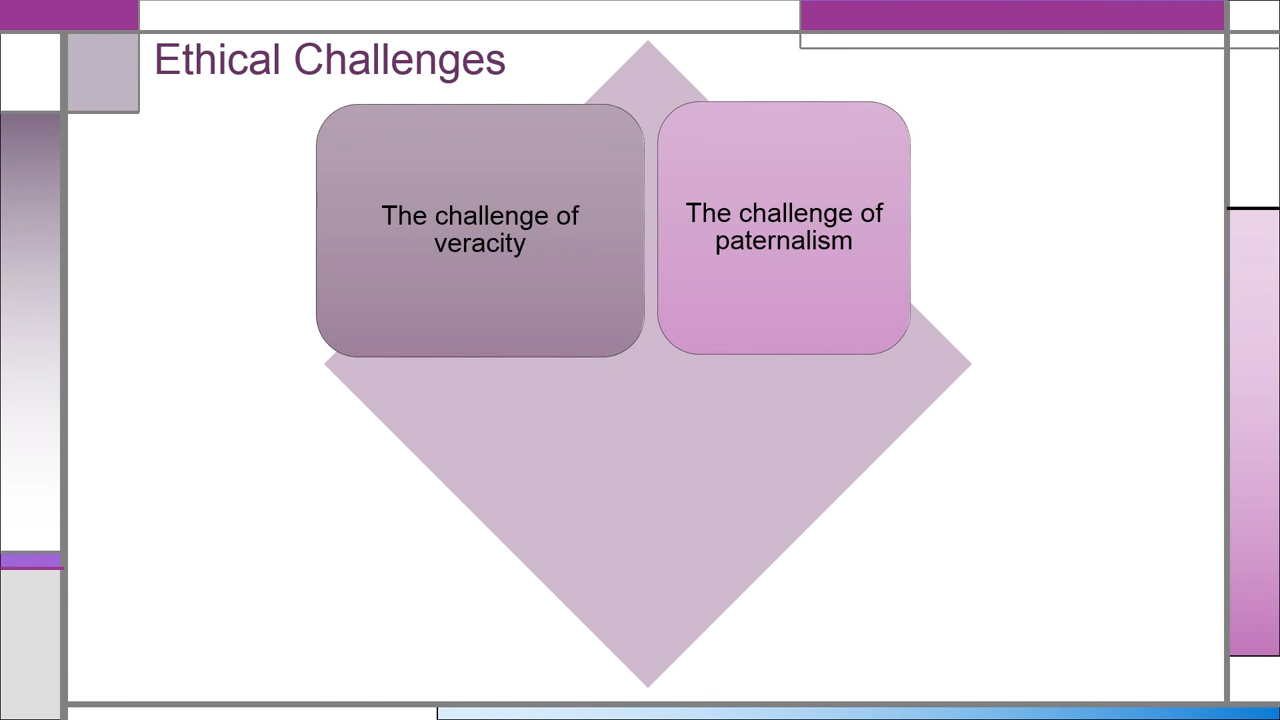 Ethical Challenges
The challenge of
veracity
The challenge of
paternalism